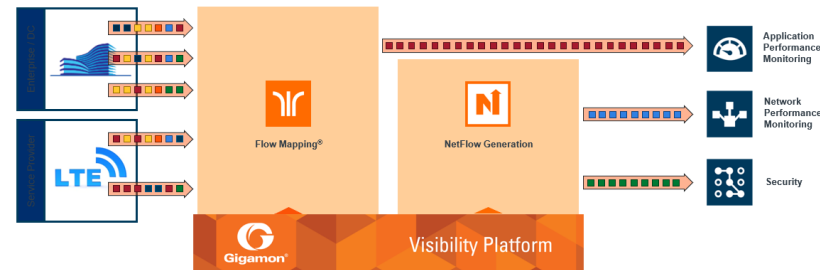 Enterprise / DC
LTE
Service Provider
Flow Mapping®
NetFlow Generation
Gigamon®
Visibility Platform
Application
Performance
Monitoring
Network
Performance
Monitoring
Security